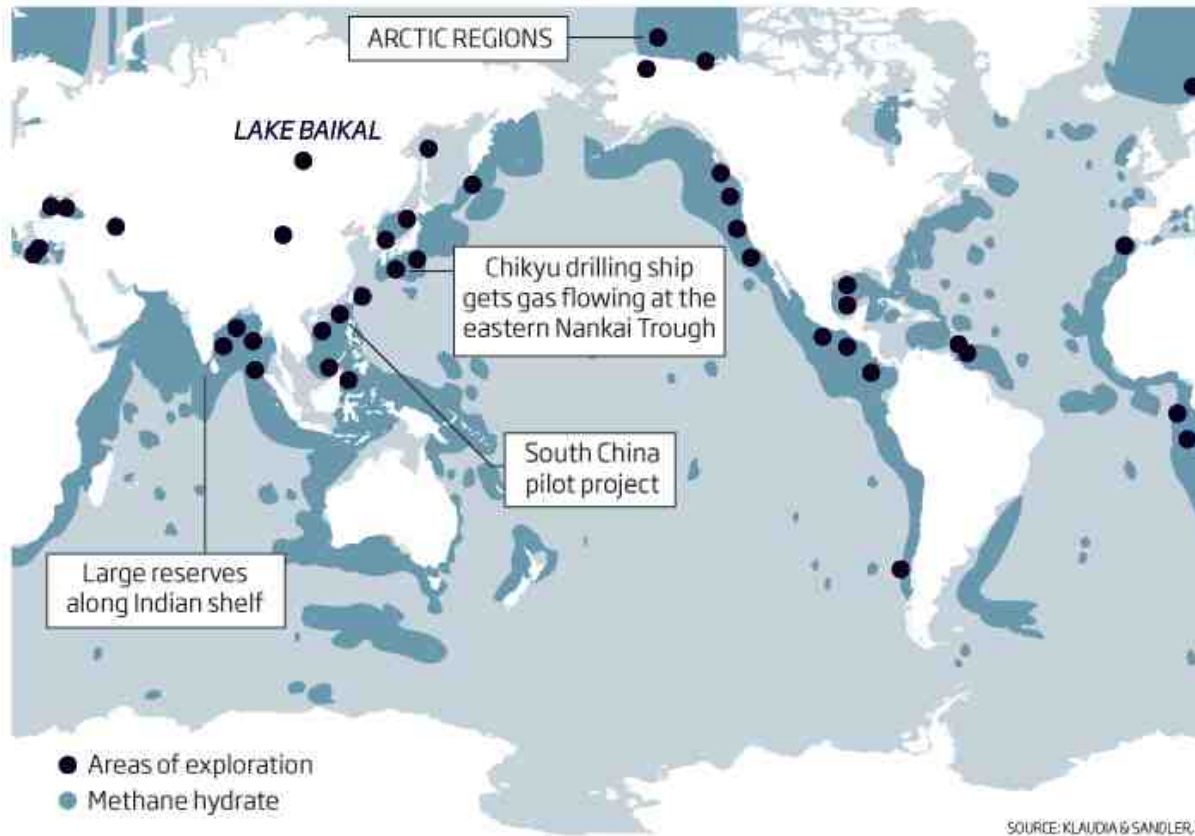 ARCTIC REGIONS
LAKE BAIKAL
Chikyu drilling ship
gets gas flowing at the
eastern Nankai Trough
South China
pilot project
Large reserves
along Indian shelf
Areas of exploration
Methane hydrate
SOURCE: KLAUDIA & SANDLER